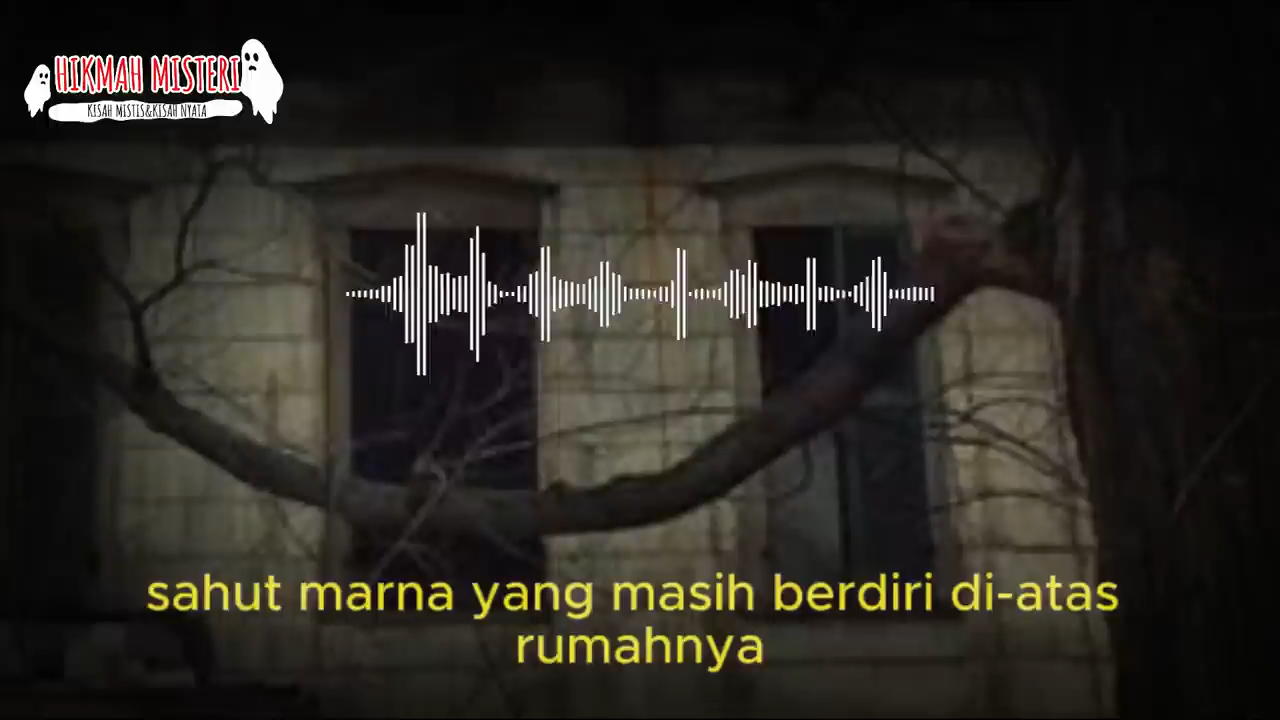 HIKMAH MISTERI
KISAH MISTIS&KISAH NYATA
sahut marna yang masih berdiri di-atas
rumahnya